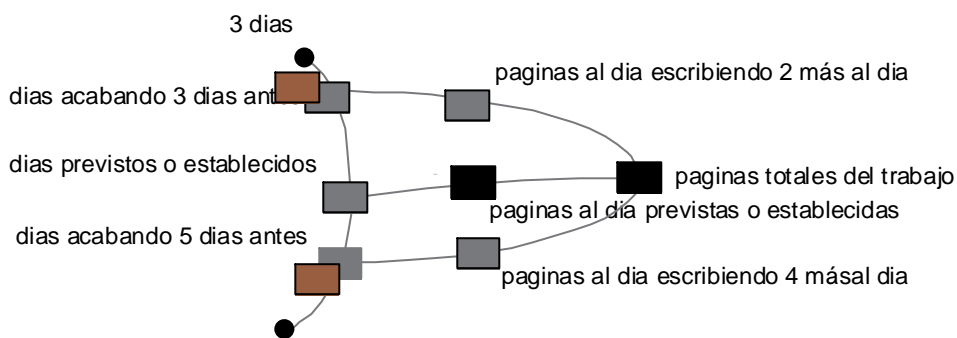 3 dias
paginas al dia escribiendo 2 más al dia
dias acabando 3 dias ant
dias previstos o establecidos
paginas totales del trabajo
paginas al dia previstas o establecidas
dias acabando 5 dias antes
paginas al dia escribiendo 4 másal dia